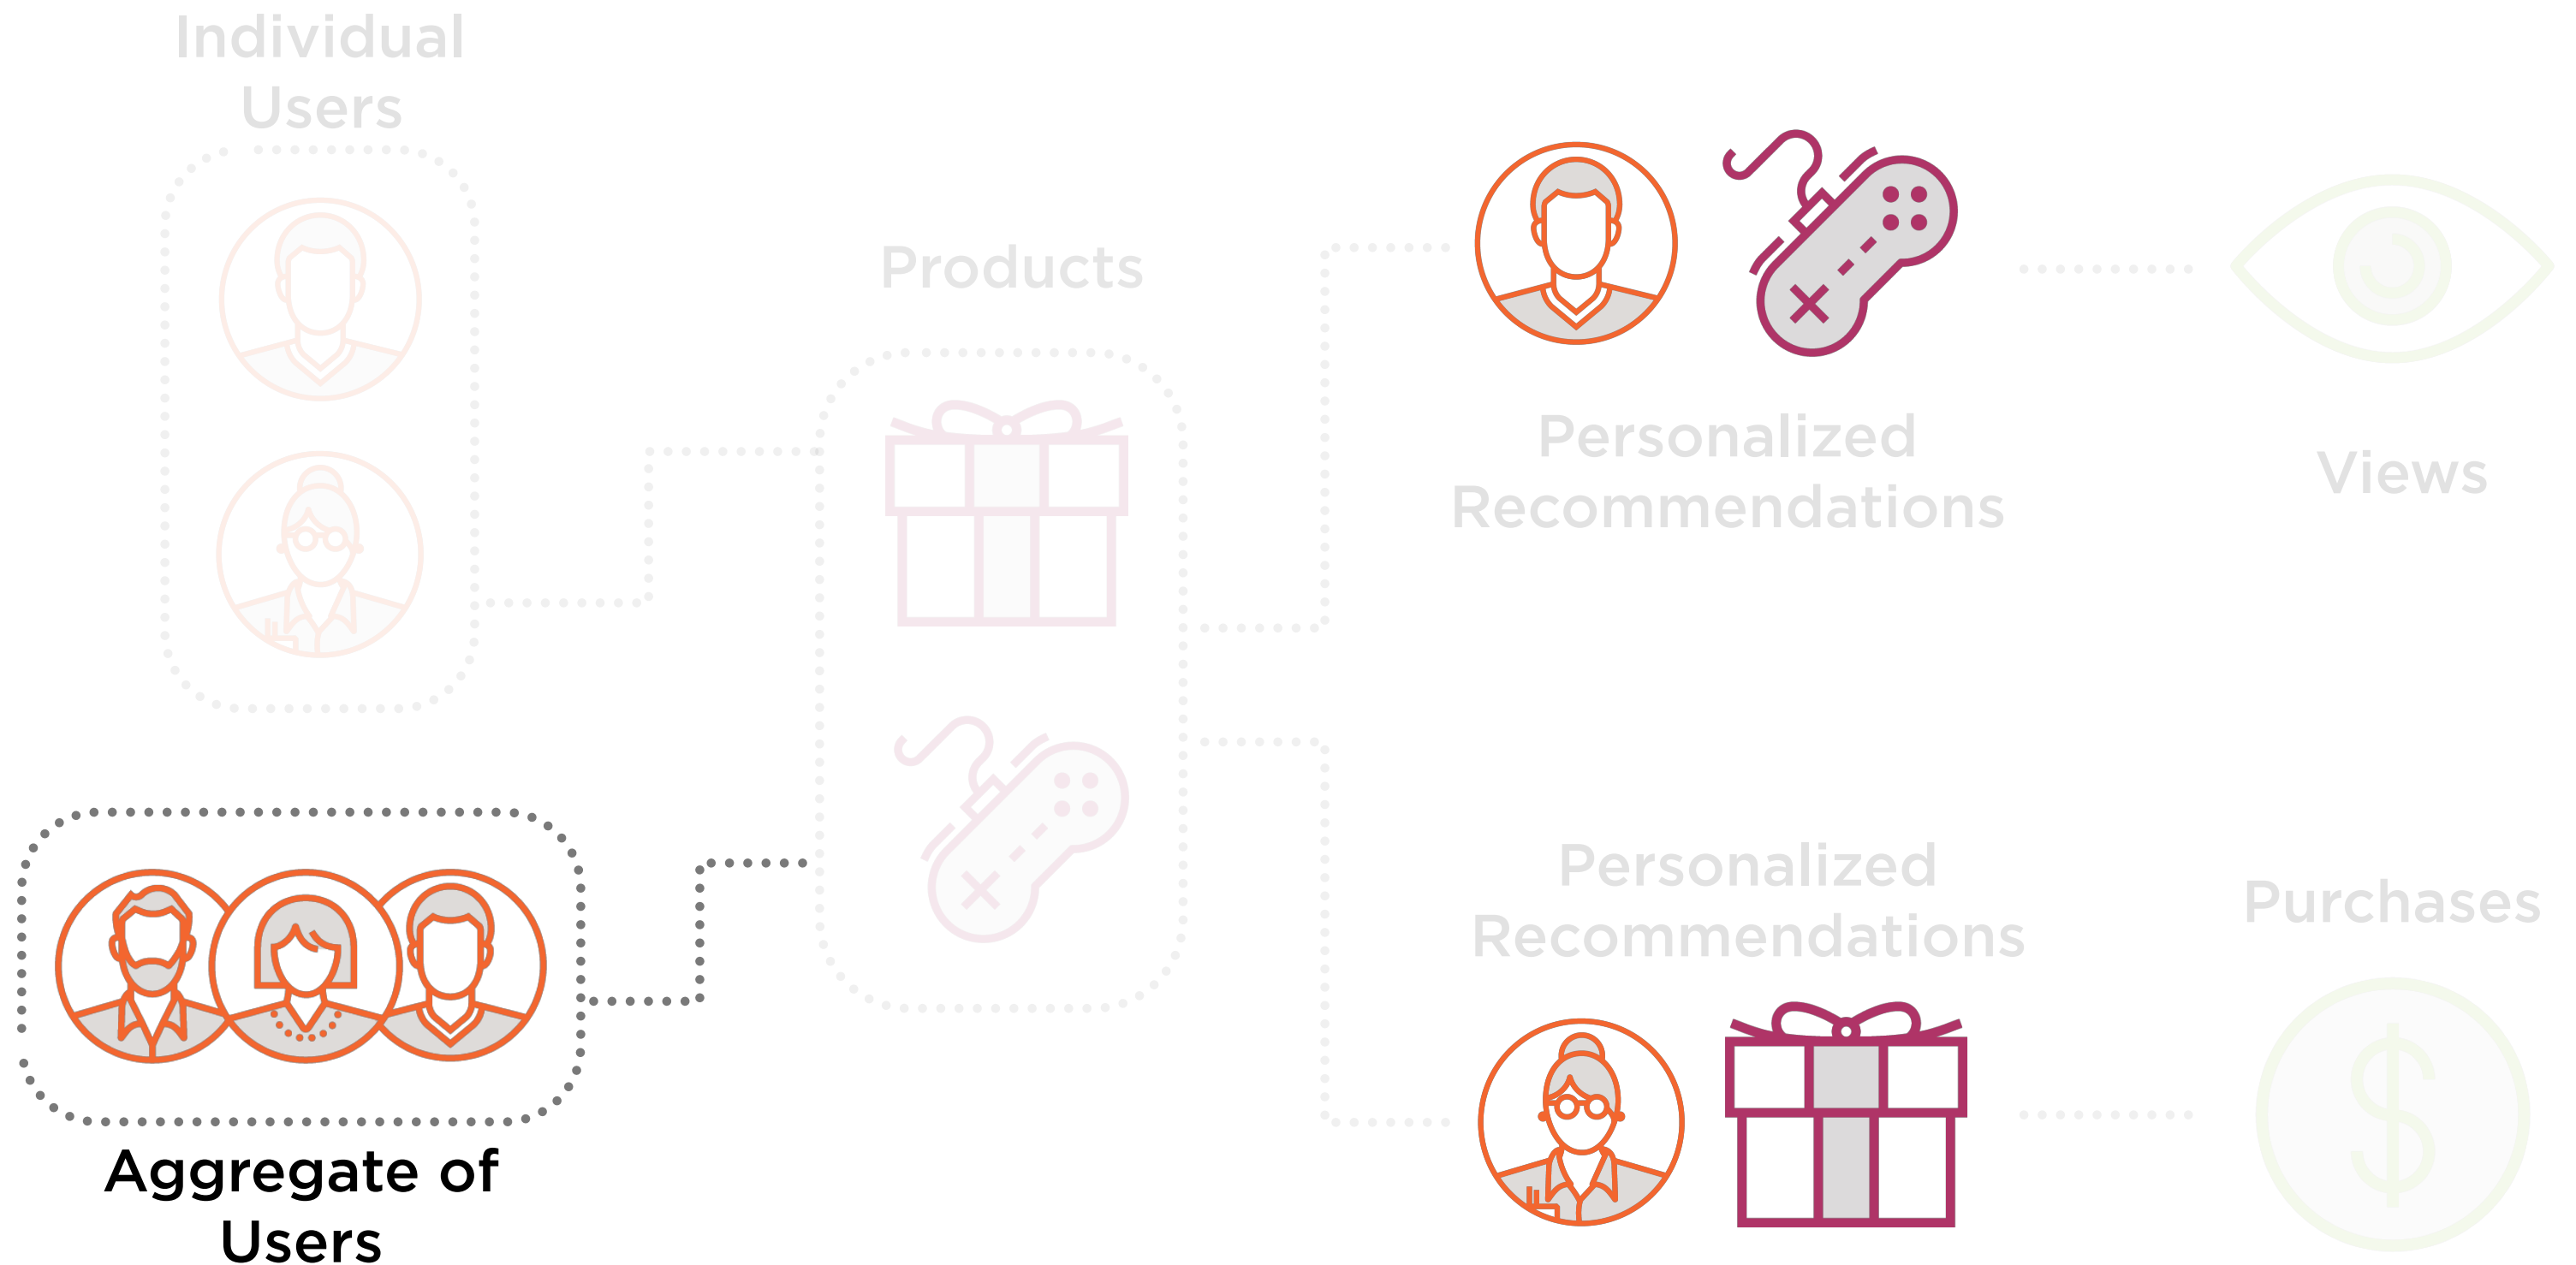 Individual
Users
Products
Personalized
Recommendations
Views
Aggregate of
Users
Personalized
Recommendations
Purchases